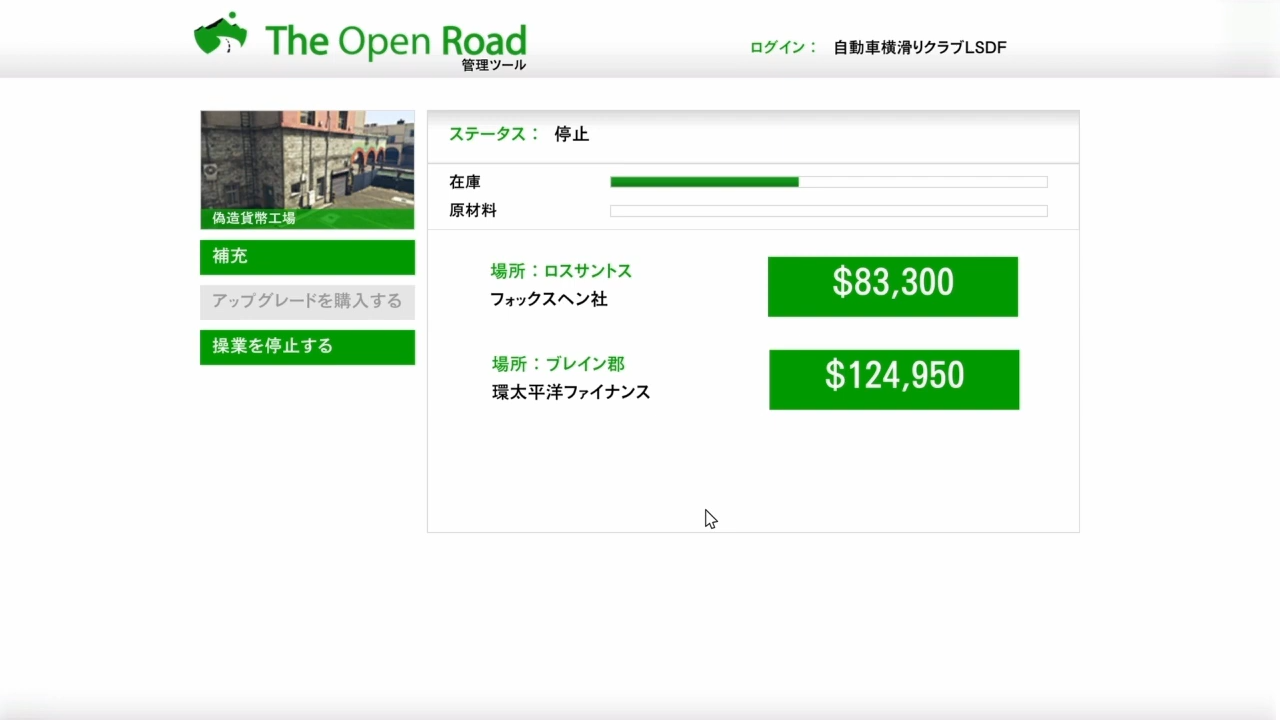 The Open Road
管理ツール
ログイン： 自動車横滑りクラブLSDF
偽造貨幣工場
補充
アップグレードを購入する
操業を停止する
ステータス： 停止
在庫
原材料
場所：ロスサントス
フォックスヘン社
$83,300
場所：ブレイン郡
環太平洋ファイナンス
$124,950